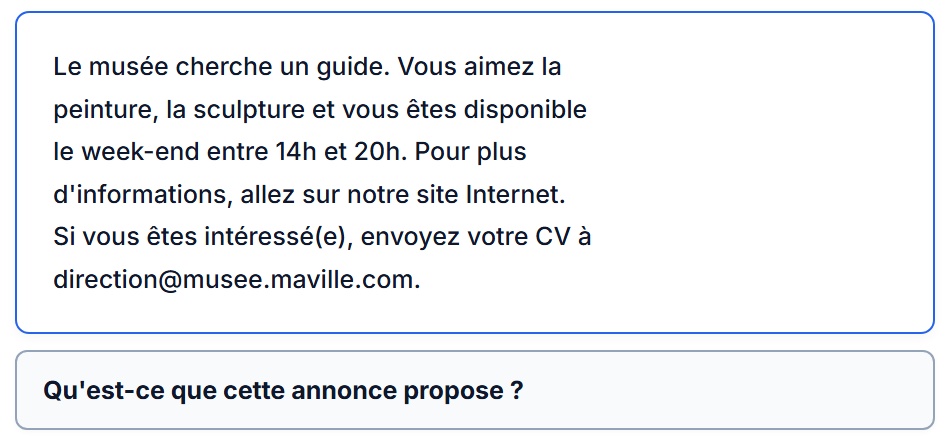 Le musée cherche un guide. Vous aimez la
peinture, la sculpture et vous êtes disponible
le week-end entre 14h et 20h. Pour plus
d'informations, allez sur notre site Internet.
Si vous êtes intéressé(e), envoyez votre CV à
direction@musee.maville.com.
Qu'est-ce que cette annonce propose ?